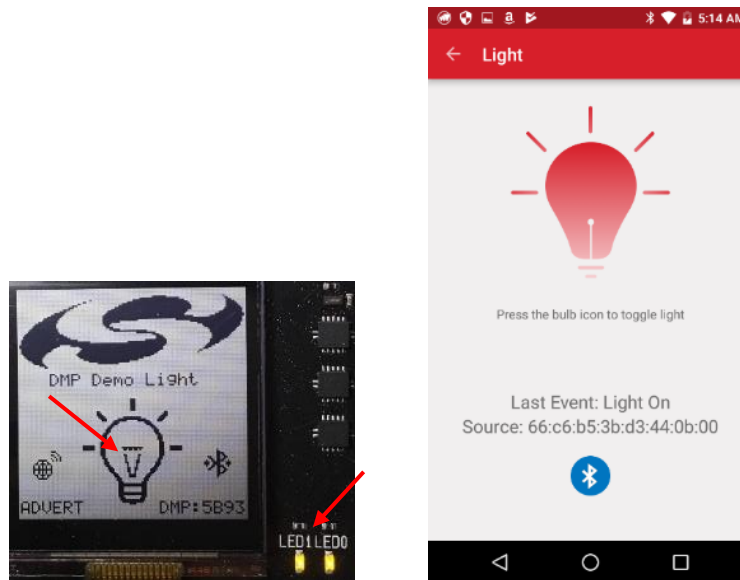 DMP Demo Light
ADVERT
DMP:5B93
LED1 LED0
5:14 AM
Light
Press the bulb icon to toggle light
Last Event: Light On
Source: 66:c6:b5:3b:d3:44:0b:00